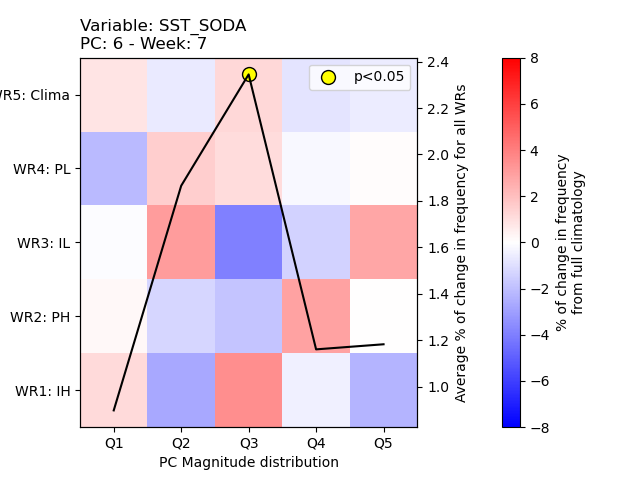 Variable: SST_SODA
PC: 6 - Week: 7
WR5: Clima
WR4: PL
WR3: IL
WR2: PH
WR1: IH
p<0.05
Q1 Q2 Q3 Q4 Q5
PC Magnitude distribution
2.4
2.2
2.0
1.8
1.6
1.4
1.2
1.0
Average % of change in frequency for all WRs
8
6
4
2
0
−2
−4
−6
−8
% of change in frequency
from full climatology